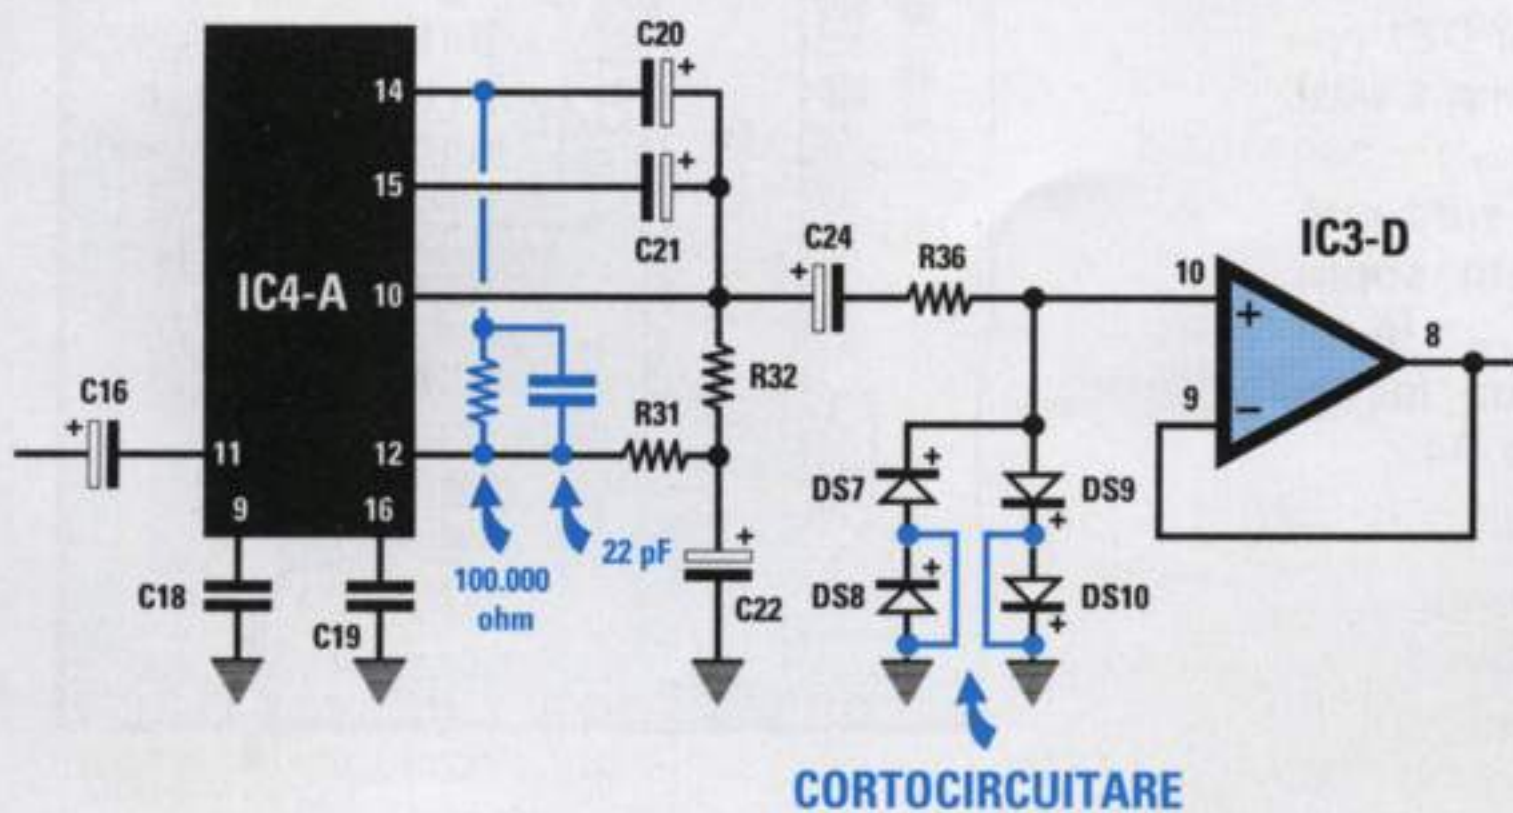 C20
+
14
+
15
C21
C24
IC3-D
+
R36
IC4-A
10
10
+
8
R32
C16
9
+
R31
−
11
12
+
+
DS7
DS9
9
16
+
+
22 pF
+
C18
100.000
ohm
DS8
DS10
C22
+
C19
CORTOCIRCUITARE